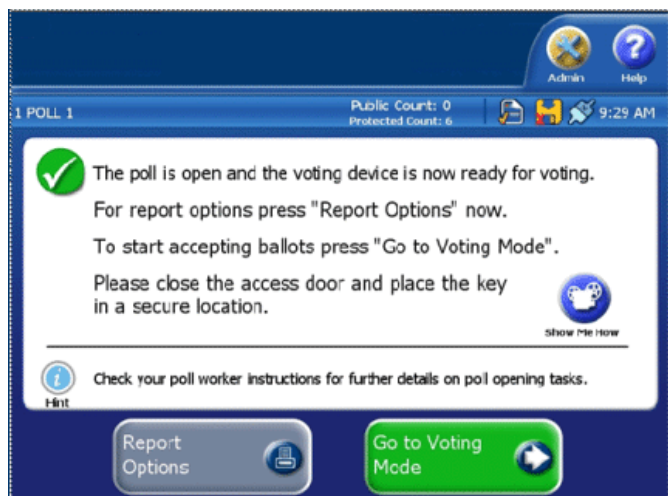 Admin Help
1 POLL 1
Public Count: 0
Protected Count: 6
9:29 AM
The poll is open and the voting device is now ready for voting.
For report options press "Report Options" now.
To start accepting ballots press "Go to Voting Mode".
Please close the access door and place the key
in a secure location.
Show Me How
Check your poll worker instructions for further details on poll opening tasks.
Hint
Report
Options
Go to Voting
Mode